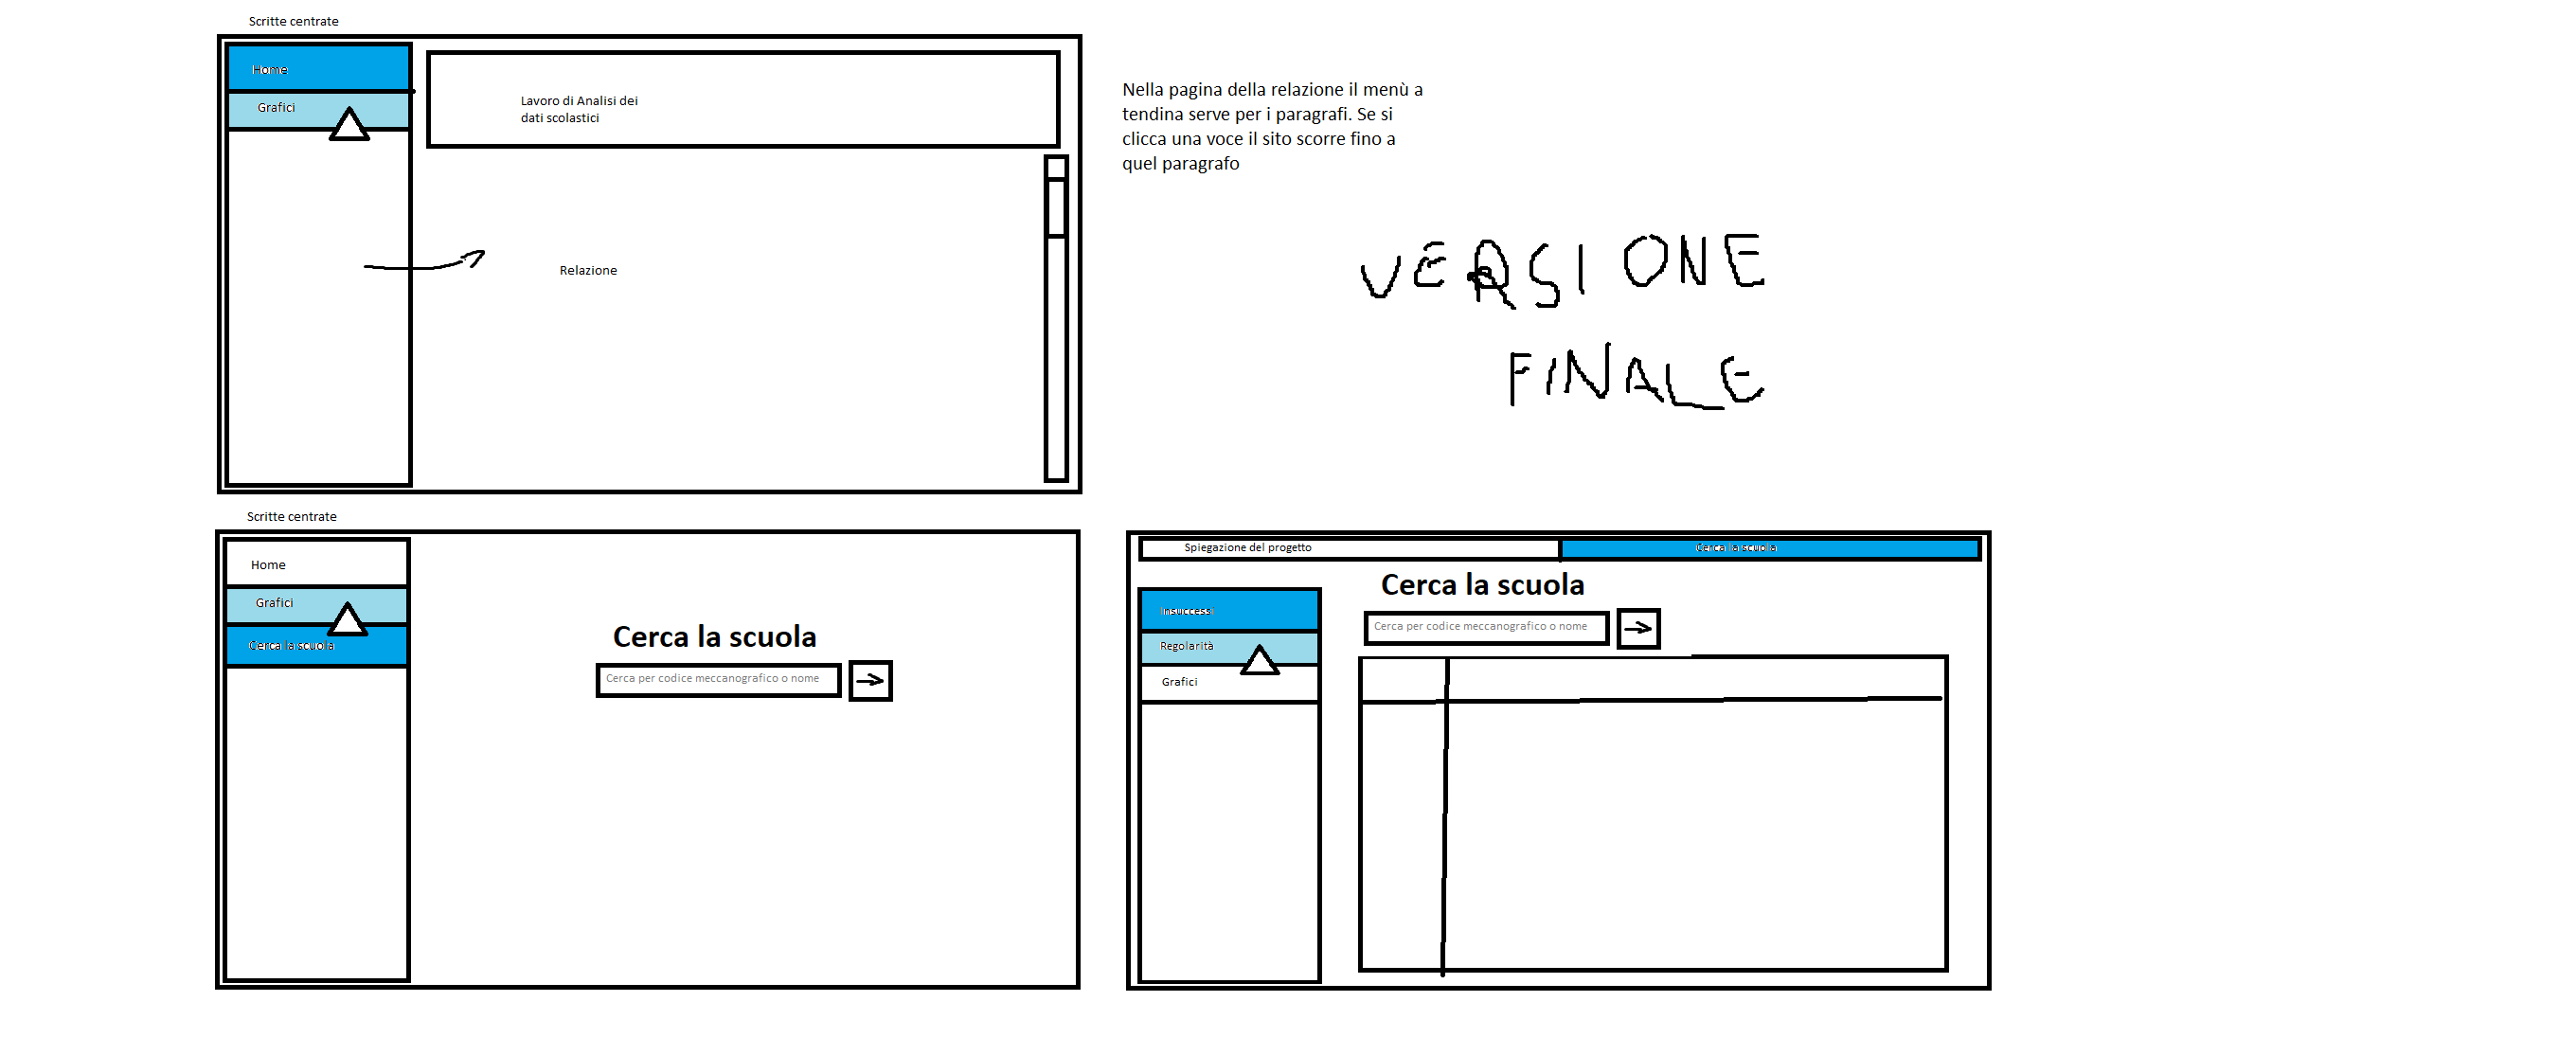 Scritte centrate
Home
Grafici
Lavoro di Analisi dei
dati scolastici
Relazione
Nella pagina della relazione il menù a
tendina serve per i paragrafi. Se si
clicca una voce il sito scorre fino a
quel paragrafo
VERSIONE
FINALE
Scritte centrate
Home
Grafici
Cerca la scuola
Cerca la scuola
Cerca per codice meccanografico o nome
Spiegazione del progetto
Cerca la scuola
Insuccessi
Regolarità
Grafici
Cerca la scuola
Cerca per codice meccanografico o nome